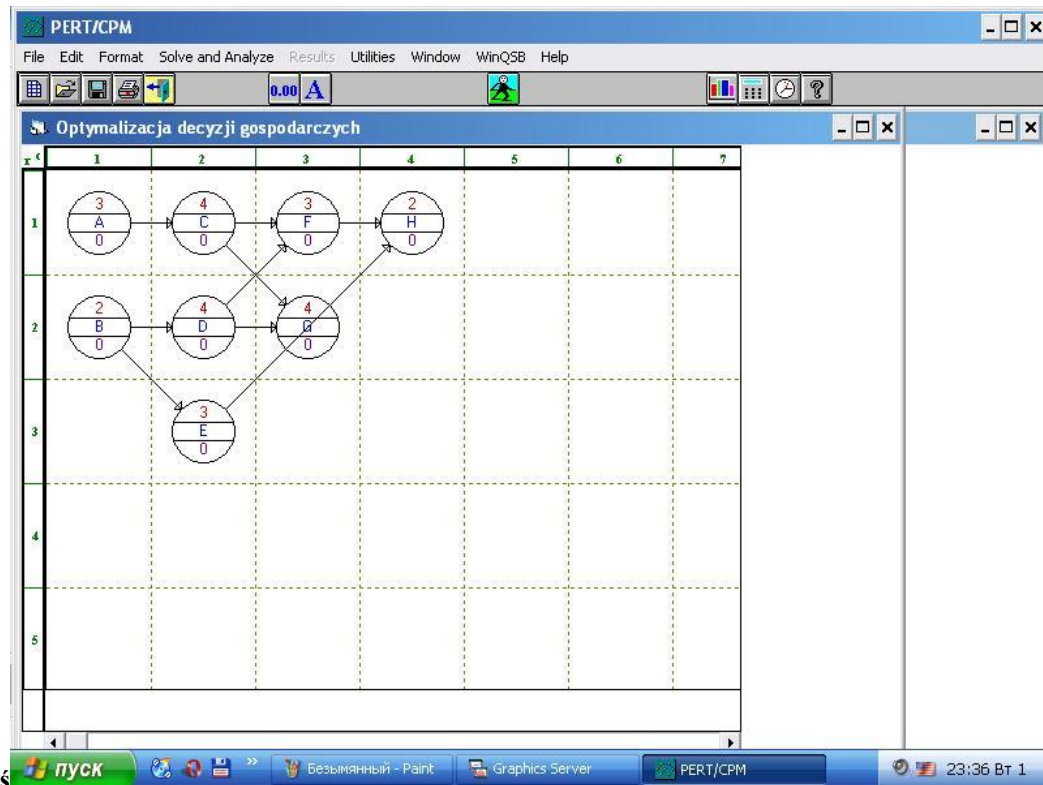 PERT/CPM
File Edit Format Solve and Analyze Results Utilities Window WinQSB Help
0.00 A
Optymalizacja decyzji gospodarczych
r c 1 2 3 4 5 6 7
1
3 4 3 2
A C F H
0 0 0 0
2
2 4 4
B D G
0 0 0
3
3
E
0
4
5
ś
пуск » Безымянный - Paint Graphics Server PERT/CPM 23:36 Вт 1